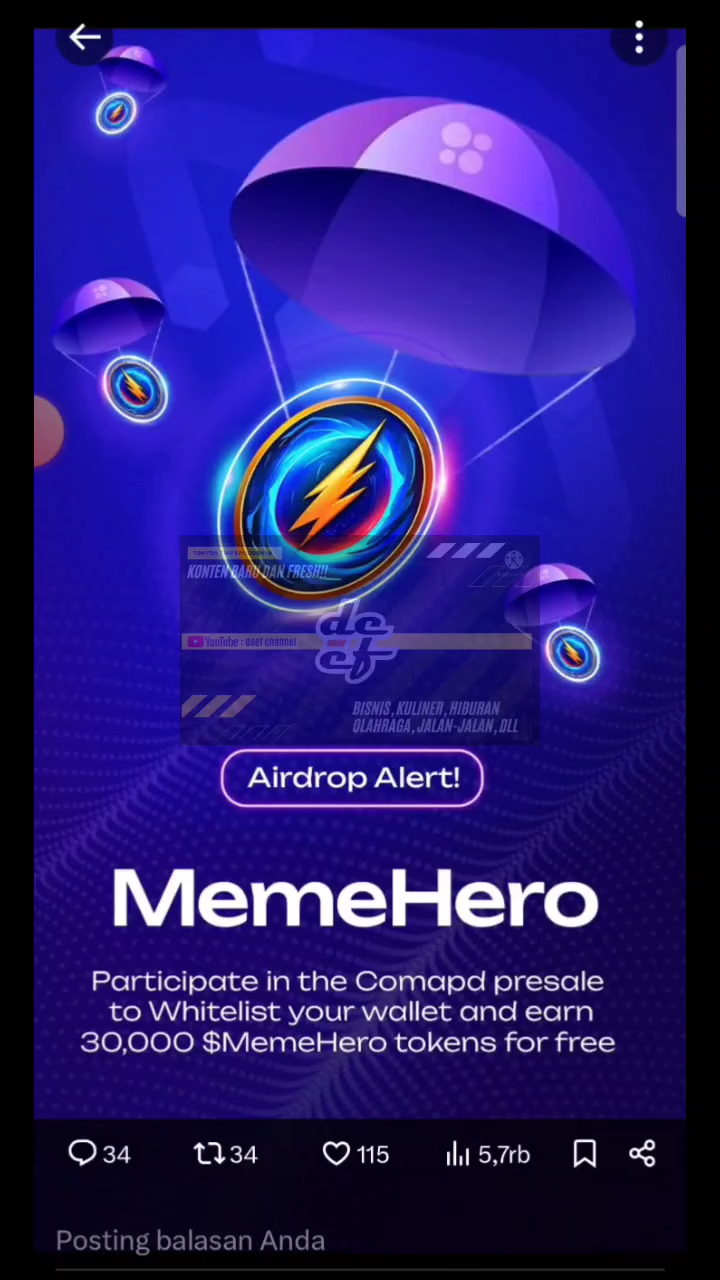 KONTEN BARU DAN FRESH!!
YouTube : deef channel
de
ef
BISNIS, KULINER, HIBURAN
OLAHRAGA, JALAN-JALAN, DLL
Airdrop Alert!
MemeHero
Participate in the Comapd presale
to Whitelist your wallet and earn
30,000 $MemeHero tokens for free
34
34
115
5,7rb
Posting balasan Anda